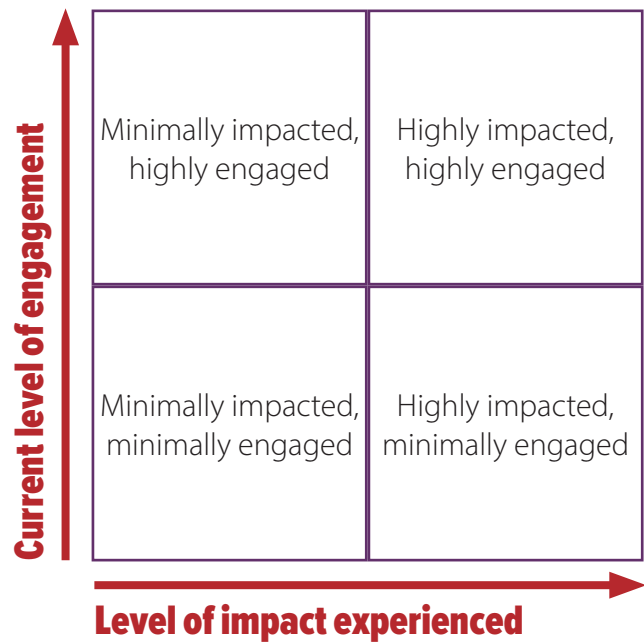 Current level of engagement
Minimally impacted,
highly engaged
Highly impacted,
highly engaged
Minimally impacted,
minimally engaged
Highly impacted,
minimally engaged
Level of impact experienced